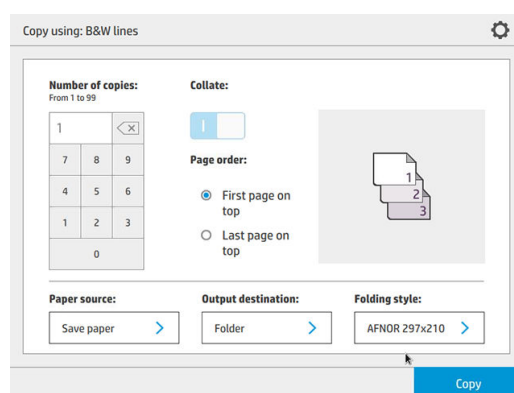 Copy using: B&W lines
Number of copies:
From 1 to 99
1
7 8 9
4 5 6
1 2 3
0
Collate:
Page order:
First page on
top
Last page on
top
1
2
3
Paper source:
Save paper
Output destination:
Folder
Folding style:
AFNOR 297x210
Copy